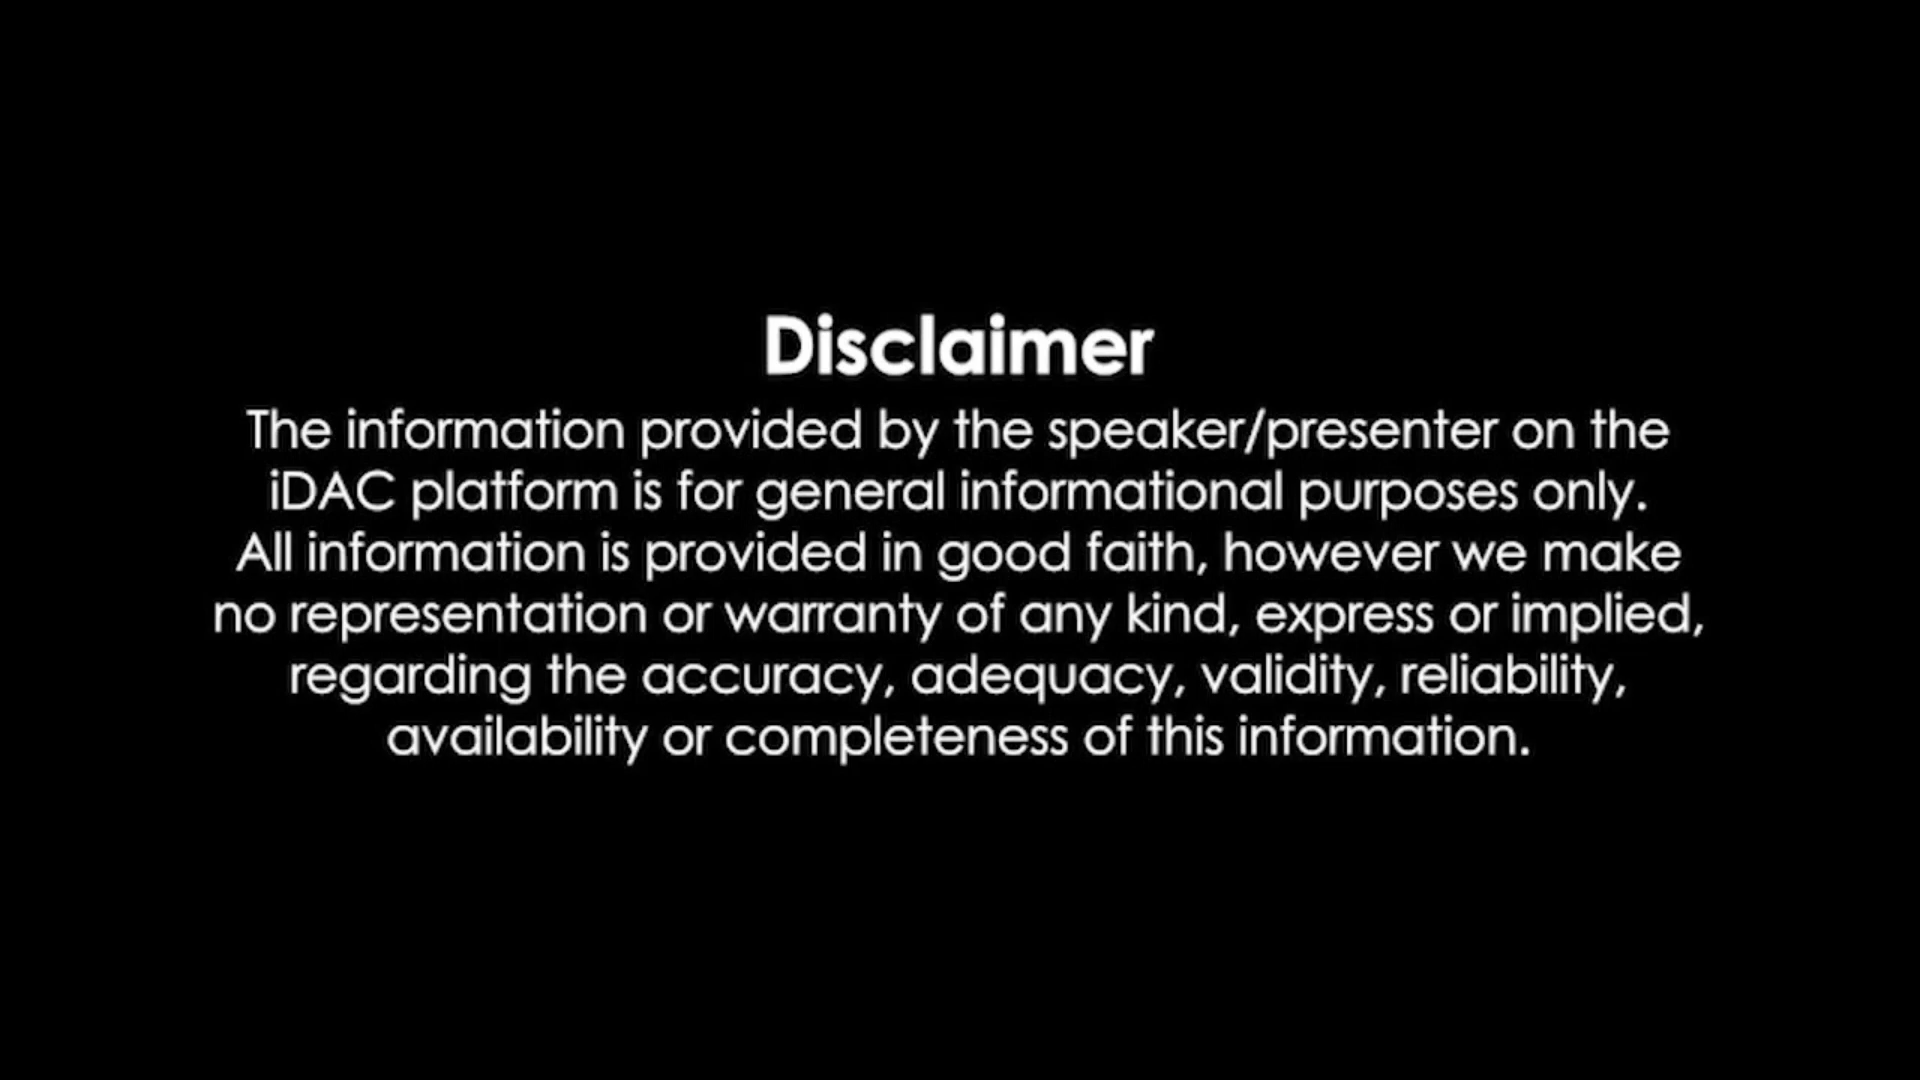 Disclaimer
The information provided by the speaker/presenter on the
iDAC platform is for general informational purposes only.
All information is provided in good faith, however we make
no representation or warranty of any kind, express or implied,
regarding the accuracy, adequacy, validity, reliability,
availability or completeness of this information.